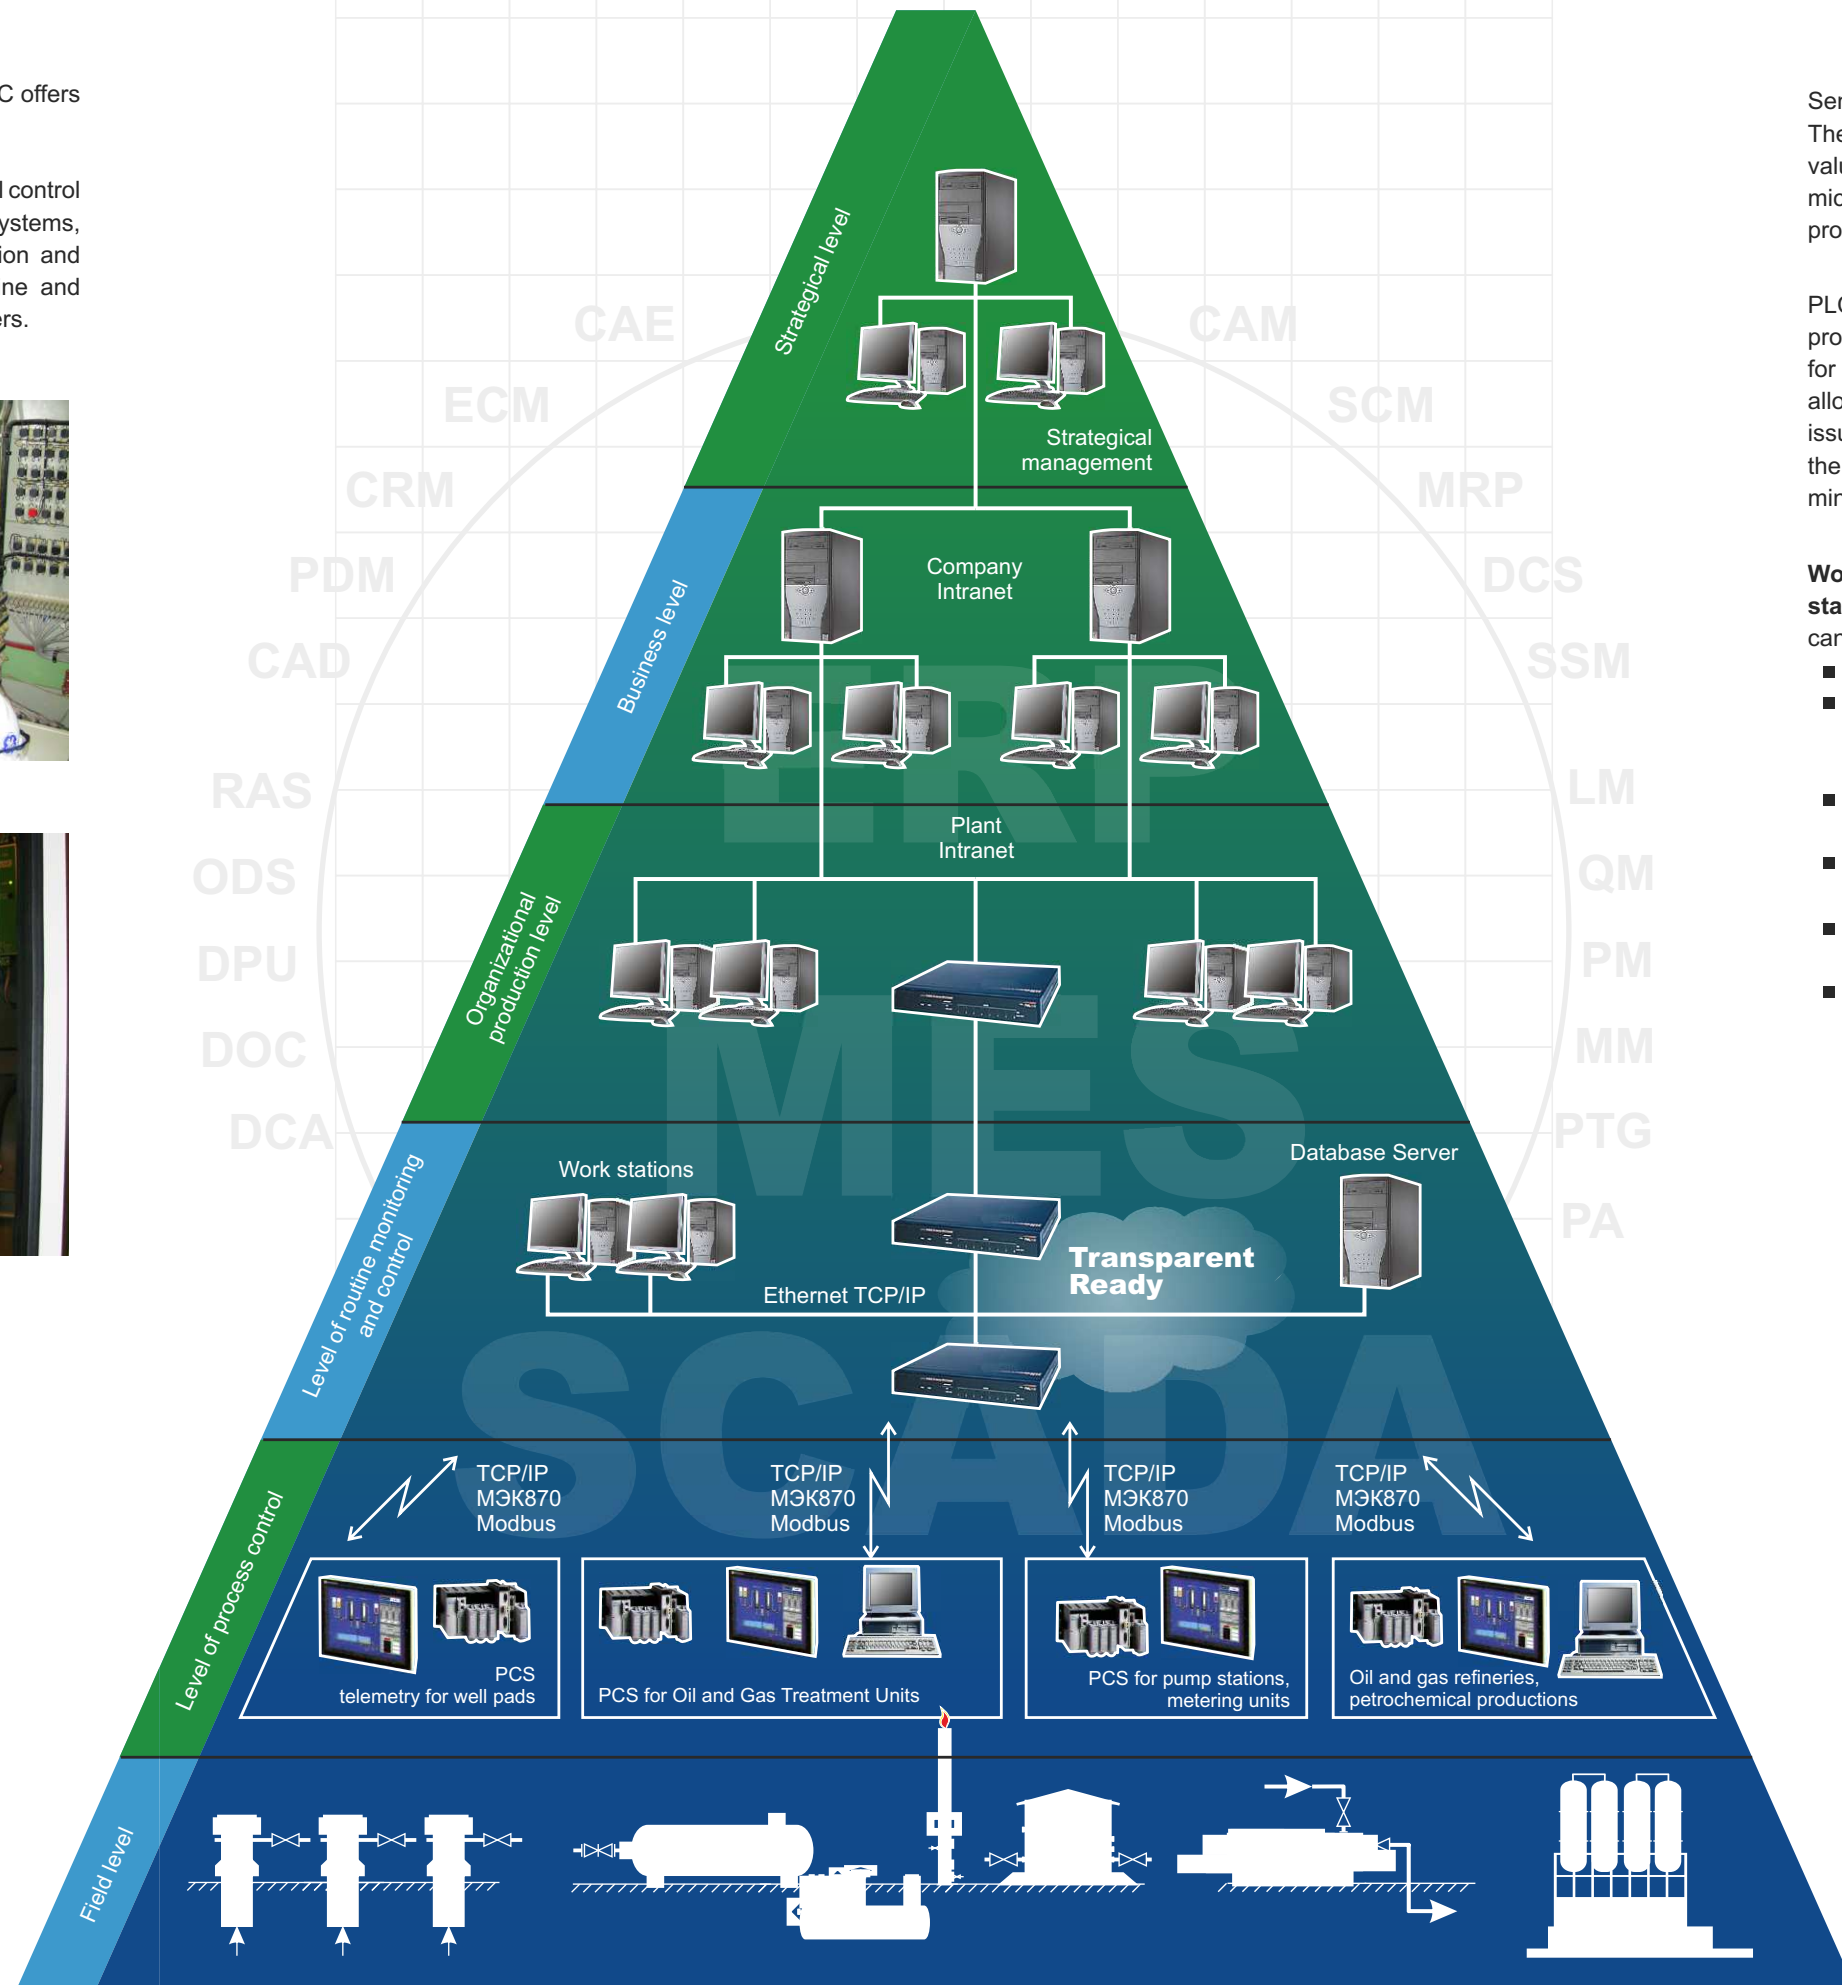 C offers
l control
ystems,
ion and
ne and
ers.
Strategical level
Strategical
management
Business level
Company
Intranet
Organizational
production level
Plant
Intranet
Level of routine monitoring
and control
Work stations
Database Server
Transparent
Ready
Ethernet TCP/IP
Level of process control
TCP/IP
МЭК870
Modbus
TCP/IP
МЭК870
Modbus
TCP/IP
МЭК870
Modbus
TCP/IP
МЭК870
Modbus
PCS
telemetry for well pads
PCS for Oil and Gas Treatment Units
PCS for pump stations,
metering units
Oil and gas refineries,
petrochemical productions
Field level
ERP
MES
SCADA
CAE
ECM
CRM
PDM
CAD
RAS
ODS
DPU
DOC
DCA
CAM
SCM
MRP
DCS
SSM
LM
QM
PM
MM
PTG
PA
Ser
The
valu
mic
pro
PLC
pro
for
allo
issu
the
min
Wo
sta
can